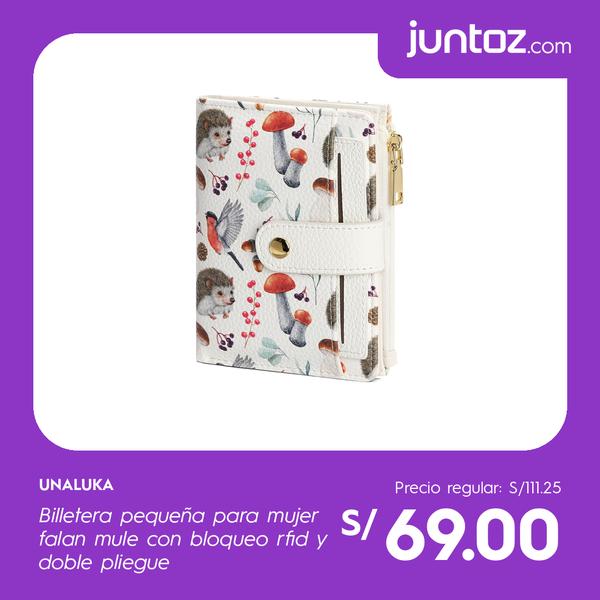 juntoz.com
UNALUKA
Billetera pequeña para mujer
falan mule con bloqueo rfid y
doble pliegue
Precio regular: S/111.25
S/69.00